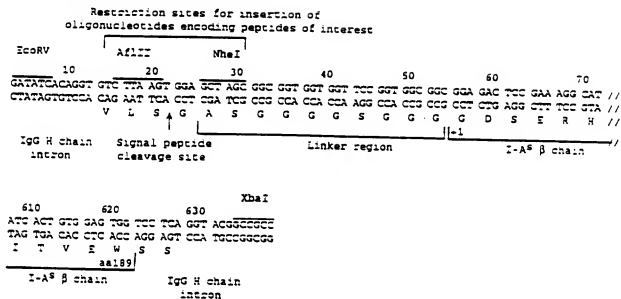 Restriction sites for insertion of
oligonucleotides encoding peptides of interest
EcoRV AflII NheI
10 20 30 40 50 60 70
GATATCACAGGT GTC TTA AGT GGA GCT AGC GGC GGT GGT GGT TCC GGT GGC GGC GGA GAC TCC GAA AGG CAT //
CTATAGTGTCCA CAG AAT TCA CCT CGA TCG CCG CCA CCA CCA AGG CCA CCG CCG CCT CTG AGG CTT TCC GTA
V L S G A S G G G G S G G G G D S E R H //
+1
IgG H chain Signal peptide Linker region I-Aˢ β chain
intron cleavage site
XbaI
610 620 630
ATC ACT GTG GAG TGG TCC TCA GGT ACGGCCGCC
TAG TGA CAC CTC ACC AGG AGT CCA TGCCGGCGG
I T V E W S S
aa189
I-Aˢ β chain IgG H chain
intron